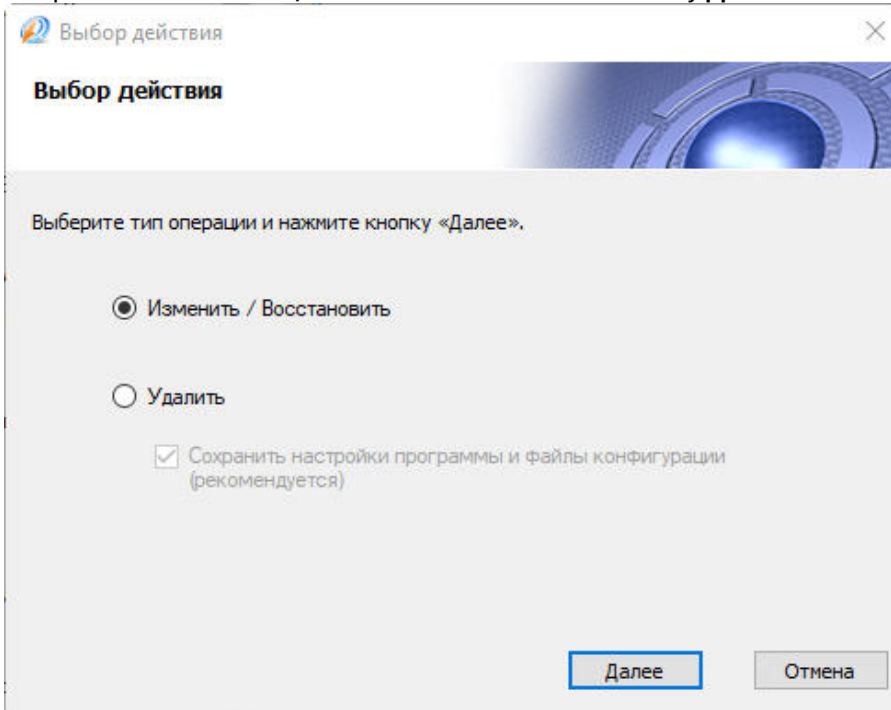 Выбор действия
Выбор действия
Выберите тип операции и нажмите кнопку «Далее».
Изменить / Восстановить
Удалить
Сохранить настройки программы и файлы конфигурации
(рекомендуется)
Далее
Отмена